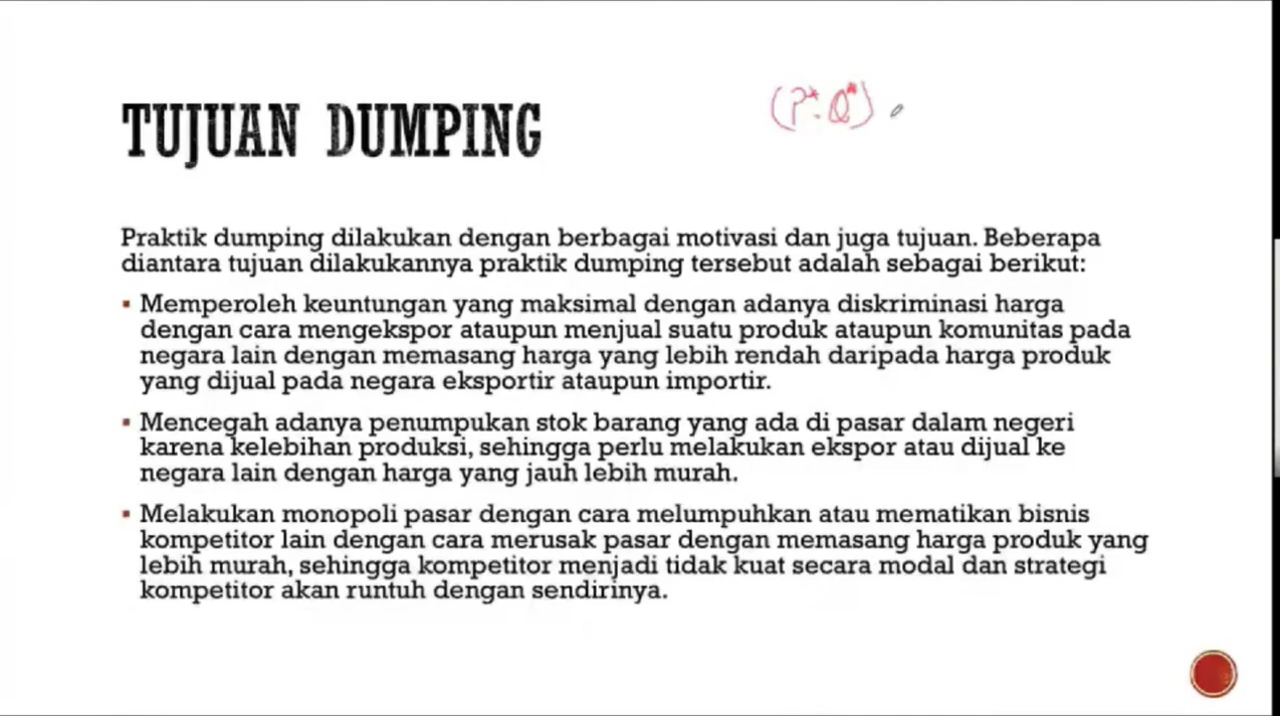 TUJUAN DUMPING
(P*.Q*)
Praktik dumping dilakukan dengan berbagai motivasi dan juga tujuan. Beberapa
diantara tujuan dilakukannya praktik dumping tersebut adalah sebagai berikut:
▪ Memperoleh keuntungan yang maksimal dengan adanya diskriminasi harga
dengan cara mengekspor ataupun menjual suatu produk ataupun komunitas pada
negara lain dengan memasang harga yang lebih rendah daripada harga produk
yang dijual pada negara eksportir ataupun importir.
▪ Mencegah adanya penumpukan stok barang yang ada di pasar dalam negeri
karena kelebihan produksi, sehingga perlu melakukan ekspor atau dijual ke
negara lain dengan harga yang jauh lebih murah.
▪ Melakukan monopoli pasar dengan cara melumpuhkan atau mematikan bisnis
kompetitor lain dengan cara merusak pasar dengan memasang harga produk yang
lebih murah, sehingga kompetitor menjadi tidak kuat secara modal dan strategi
kompetitor akan runtuh dengan sendirinya.